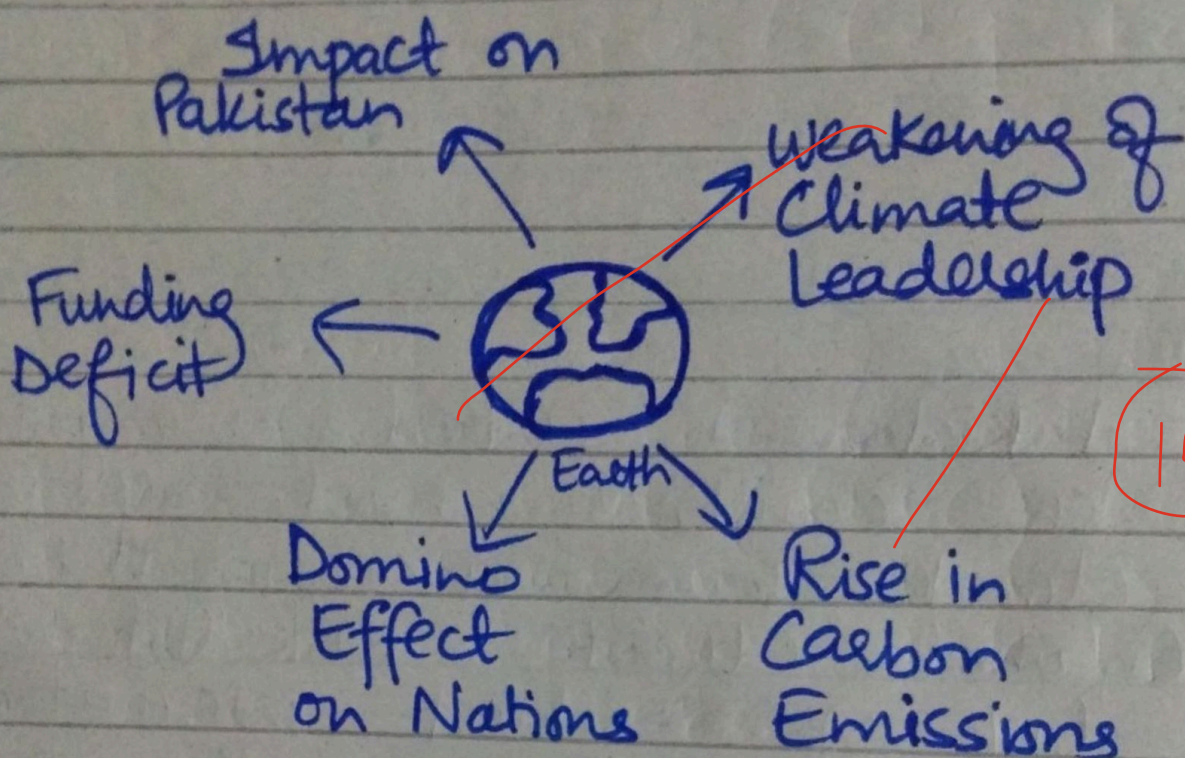 Impact on
Pakistan
Weakening of
Climate
Leadership
Funding
Deficit
Earth
Domino
Effect
on Nations
Rise in
Carbon
Emissions